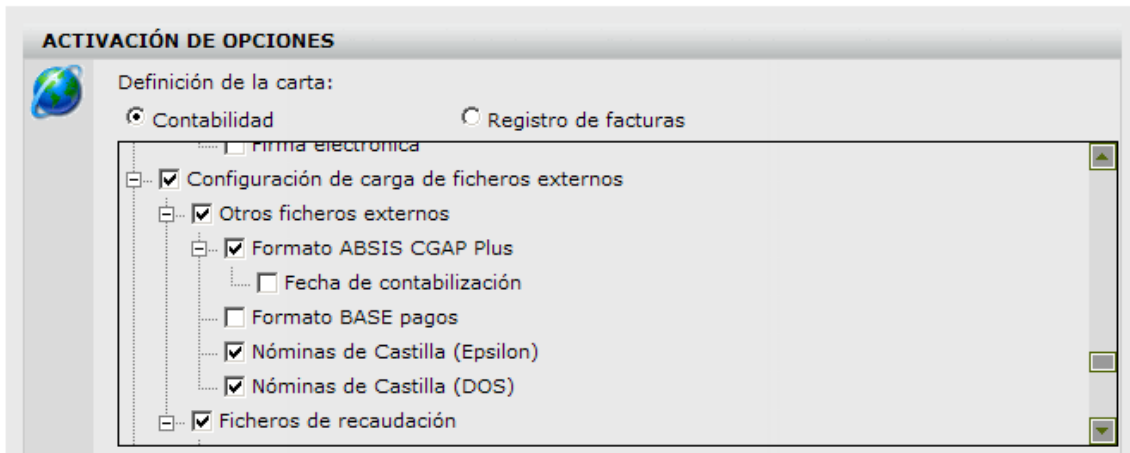 ACTIVACIÓN DE OPCIONES
Definición de la carta:
Contabilidad Registro de facturas
Firma electrónica
Configuración de carga de ficheros externos
Otros ficheros externos
Formato ABSIS CGAP Plus
Fecha de contabilización
Formato BASE pagos
Nóminas de Castilla (Epsilon)
Nóminas de Castilla (DOS)
Ficheros de recaudación